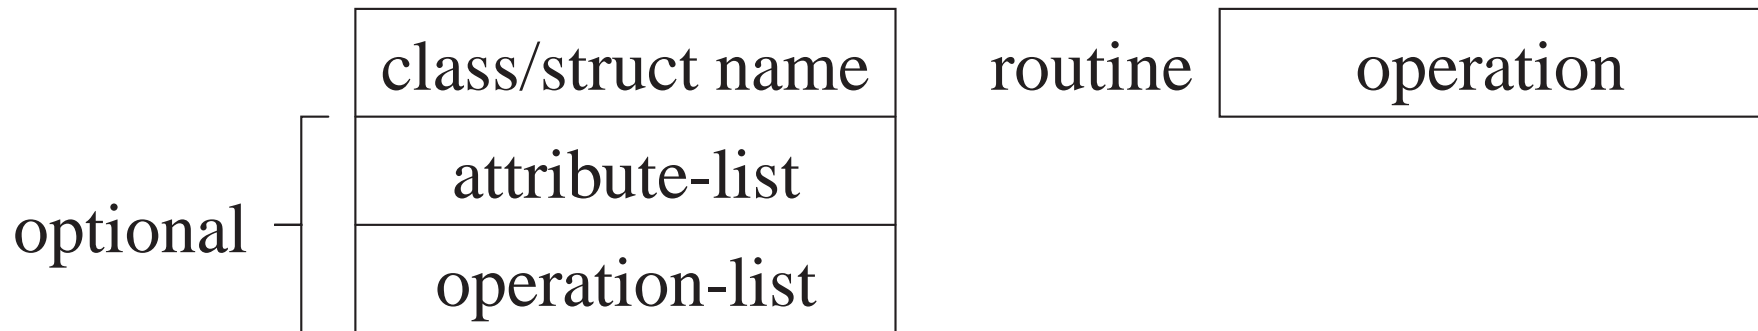 class/struct name
routine operation
attribute-list
optional
operation-list